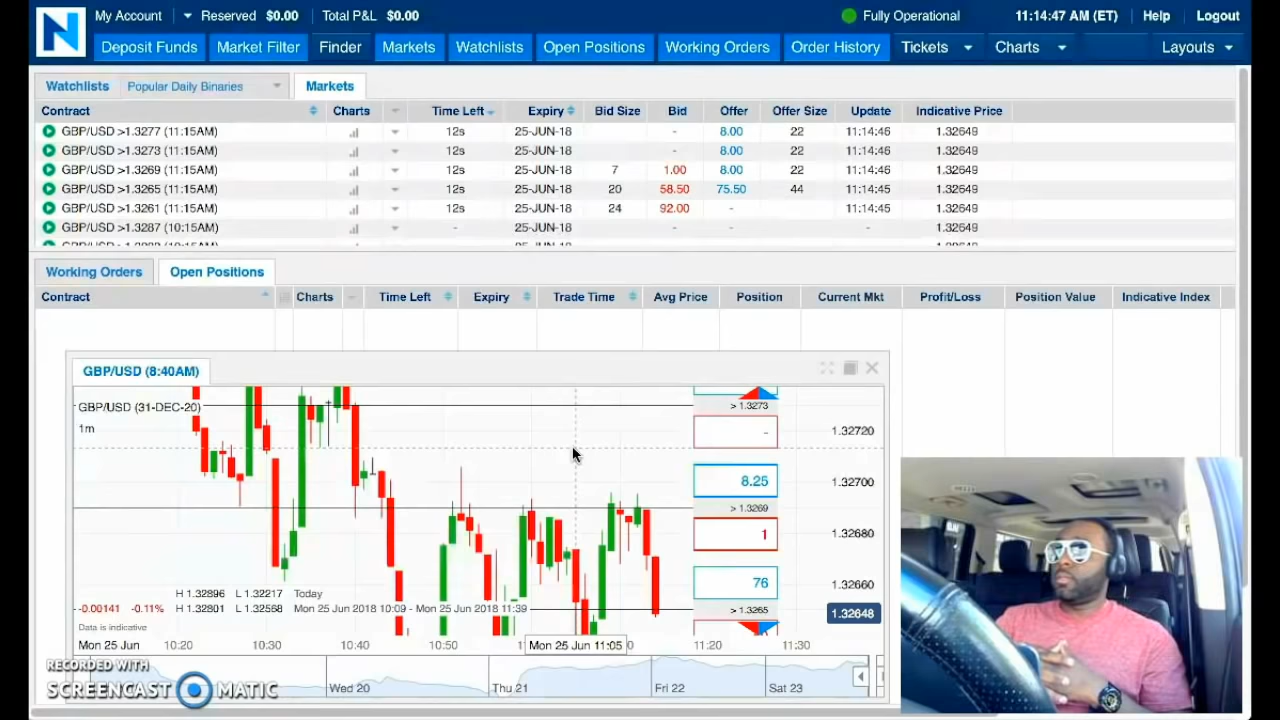 My Account Reserved $0.00 Total P&L $0.00 Fully Operational 11:14:47 AM (ET) Help Logout
N
Deposit Funds Market Filter Finder Markets Watchlists Open Positions Working Orders Order History Tickets Charts Layouts
Watchlists Popular Daily Binaries Markets
Contract Charts Time Left Expiry Bid Size Bid Offer Offer Size Update Indicative Price
GBP/USD >1.3277 (11:15AM) 12s 25-JUN-18 - 8.00 22 11:14:46 1.32649
GBP/USD >1.3273 (11:15AM) 12s 25-JUN-18 - 8.00 22 11:14:46 1.32649
GBP/USD >1.3269 (11:15AM) 12s 25-JUN-18 7 1.00 8.00 22 11:14:45 1.32649
GBP/USD >1.3265 (11:15AM) 12s 25-JUN-18 20 58.50 75.50 44 11:14:45 1.32649
GBP/USD >1.3261 (11:15AM) 12s 25-JUN-18 24 92.00 - 11:14:45 1.32649
GBP/USD >1.3287 (10:15AM) - 25-JUN-18 - - - - - 1.32649
Working Orders Open Positions
Contract Charts Time Left Expiry Trade Time Avg Price Position Current Mkt Profit/Loss Position Value Indicative Index
GBP/USD (8:40AM)
GBP/USD (31-DEC-20)
1m
> 1.3273
-
1.32720
8.25
1.32700
> 1.3269
1
1.32680
76
1.32660
> 1.3265
1.32648
H 1.32896 L 1.32217 Today
-0.00141 -0.11% H 1.32801 L 1.32568 Mon 25 Jun 2018 10:09 - Mon 25 Jun 2018 11:39
Data is indicative
Mon 25 Jun 10:20 10:30 10:40 10:50 Mon 25 Jun 11:05 11:20 11:30
Wed 20 Thu 21 Fri 22 Sat 23
RECORDED WITH
SCREENCAST MATIC